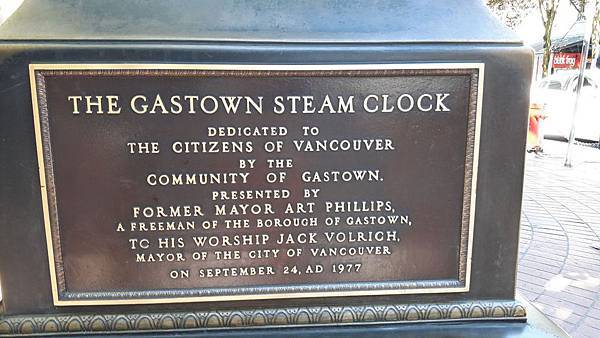 THE GASTOWN STEAM CLOCK
DEDICATED TO
THE CITIZENS OF VANCOUVER
BY THE
COMMUNITY OF GASTOWN.
PRESENTED BY
FORMER MAYOR ART PHILLIPS,
A FREEMAN OF THE BOROUGH OF GASTOWN,
TO HIS WORSHIP JACK VOLRICH,
MAYOR OF THE CITY OF VANCOUVER
ON SEPTEMBER 24, AD 1977
frog